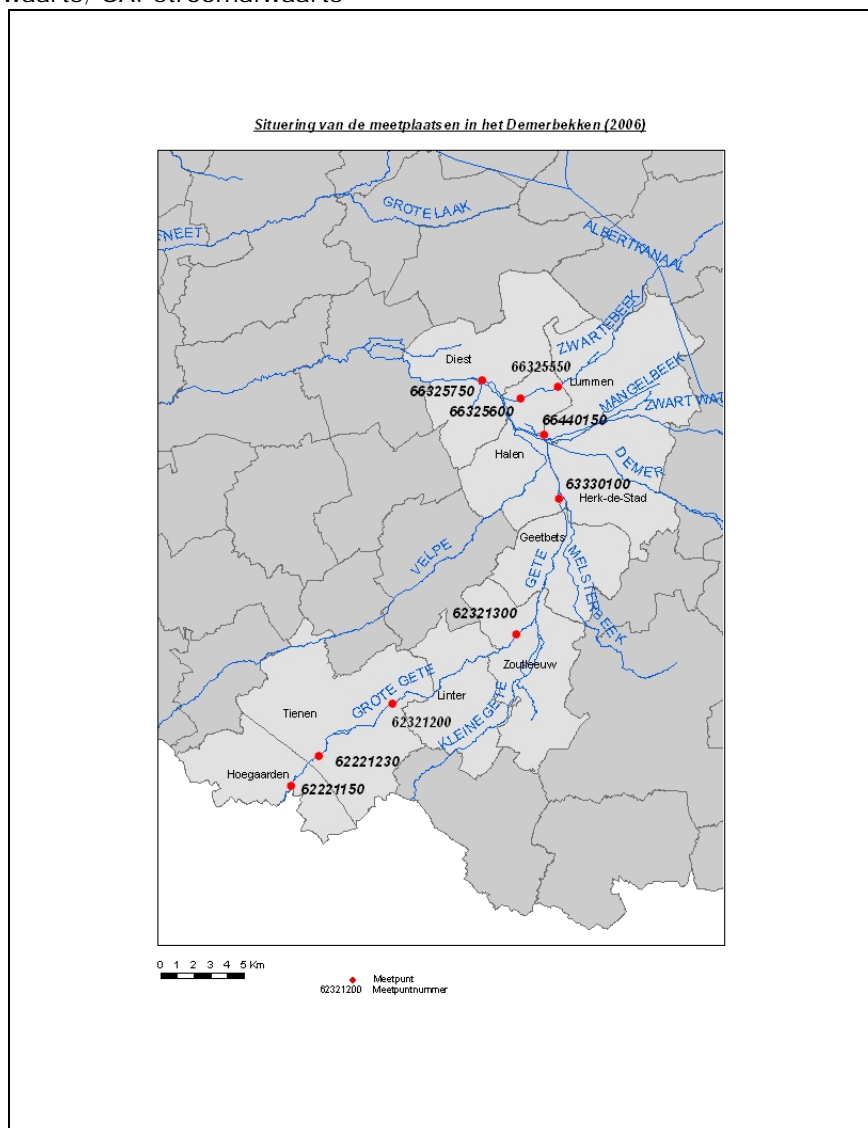 Situering van de meetplaatsen in het Demerbekken (2006)
GROTE LAAK
ALBERTKANAAL
ZWARTEBEEK
Diest
66325550
Lummen
66325750
MANGELBEEK
66325600
66440150
ZWART WAT
Halen
DEMER
63330100
Herk-de-Stad
Geetbets
VELPE
GETE
MELSTERBEEK
62321300
Zoutleeuw
GROTE GETE
Linter
Tienen
62321200
KLEINE GETE
62221230
Hoegaarden
62221150
0 1 2 3 4 5 Km
Meetpunt
62321200 Meetpuntnummer